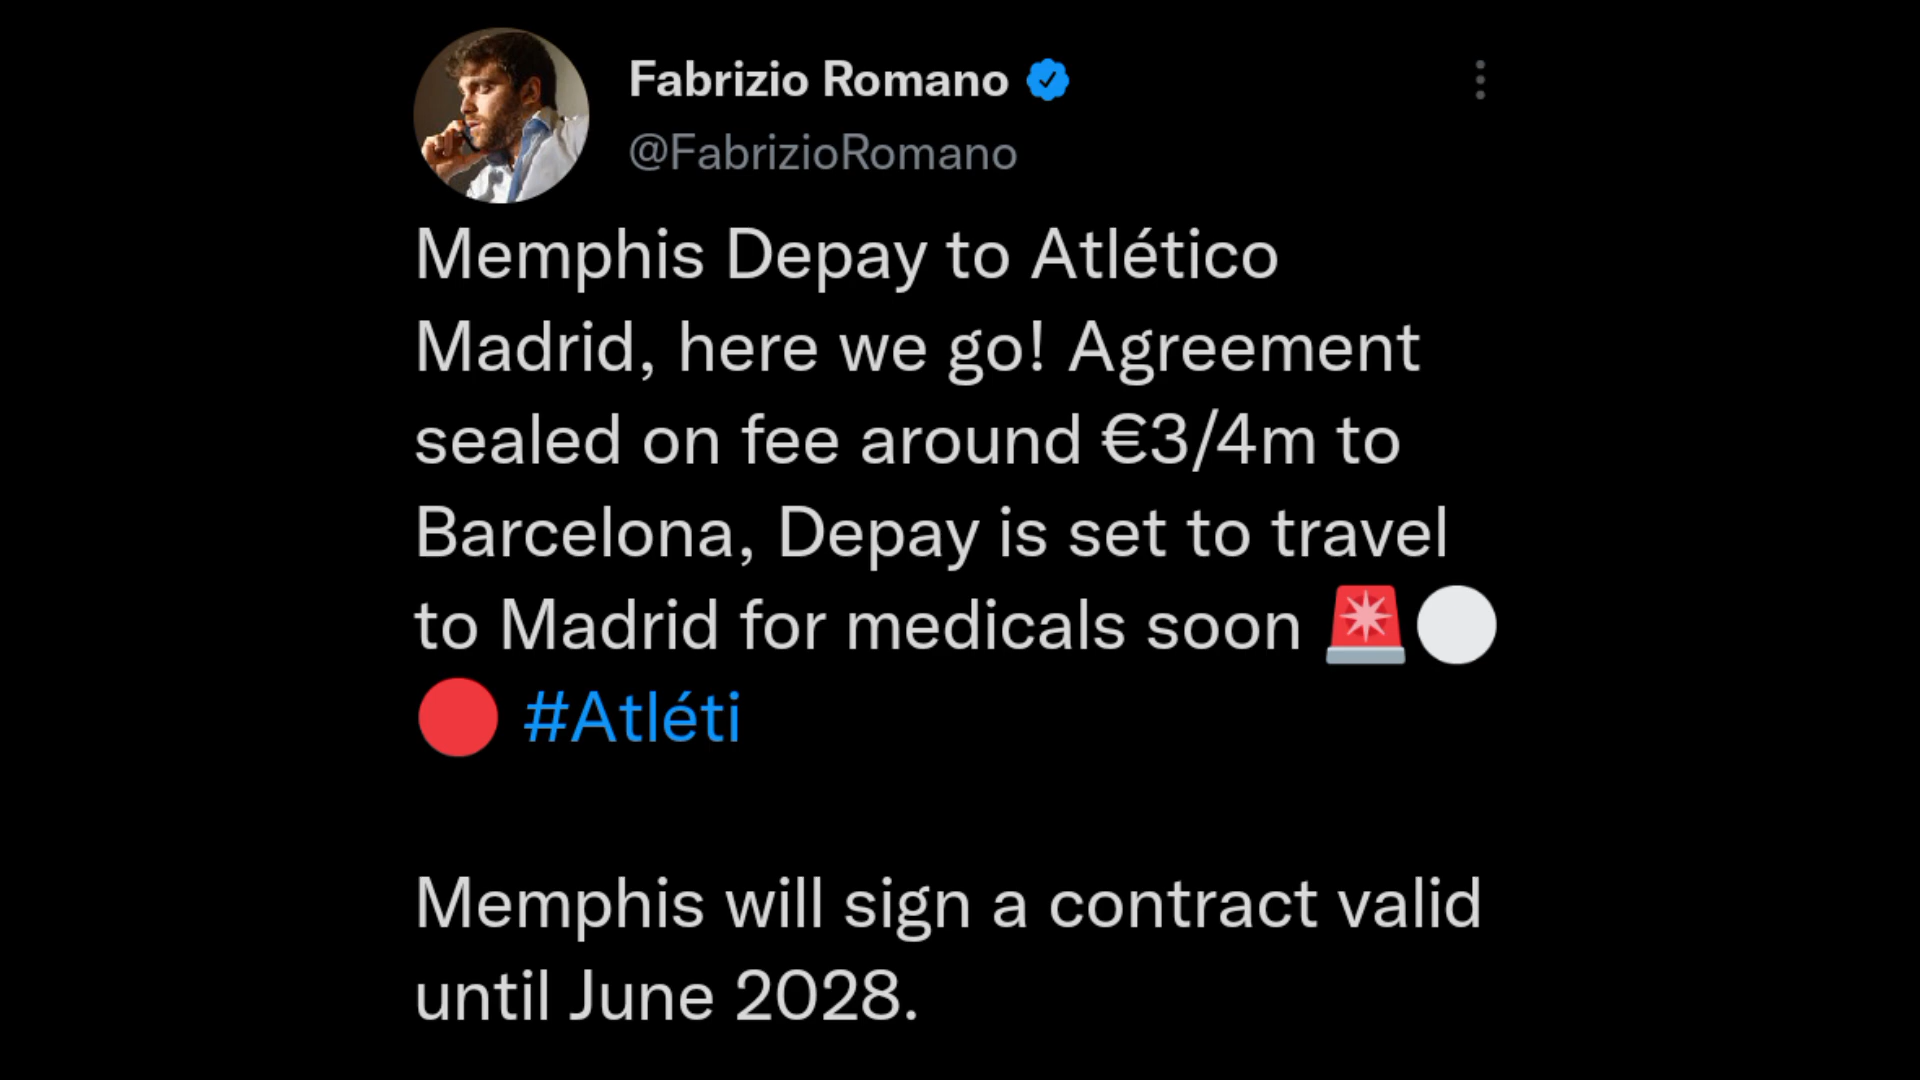 Fabrizio Romano
@FabrizioRomano
Memphis Depay to Atlético
Madrid, here we go! Agreement
sealed on fee around €3/4m to
Barcelona, Depay is set to travel
to Madrid for medicals soon 🚨⚪
🔴 #Atléti
Memphis will sign a contract valid
until June 2028.